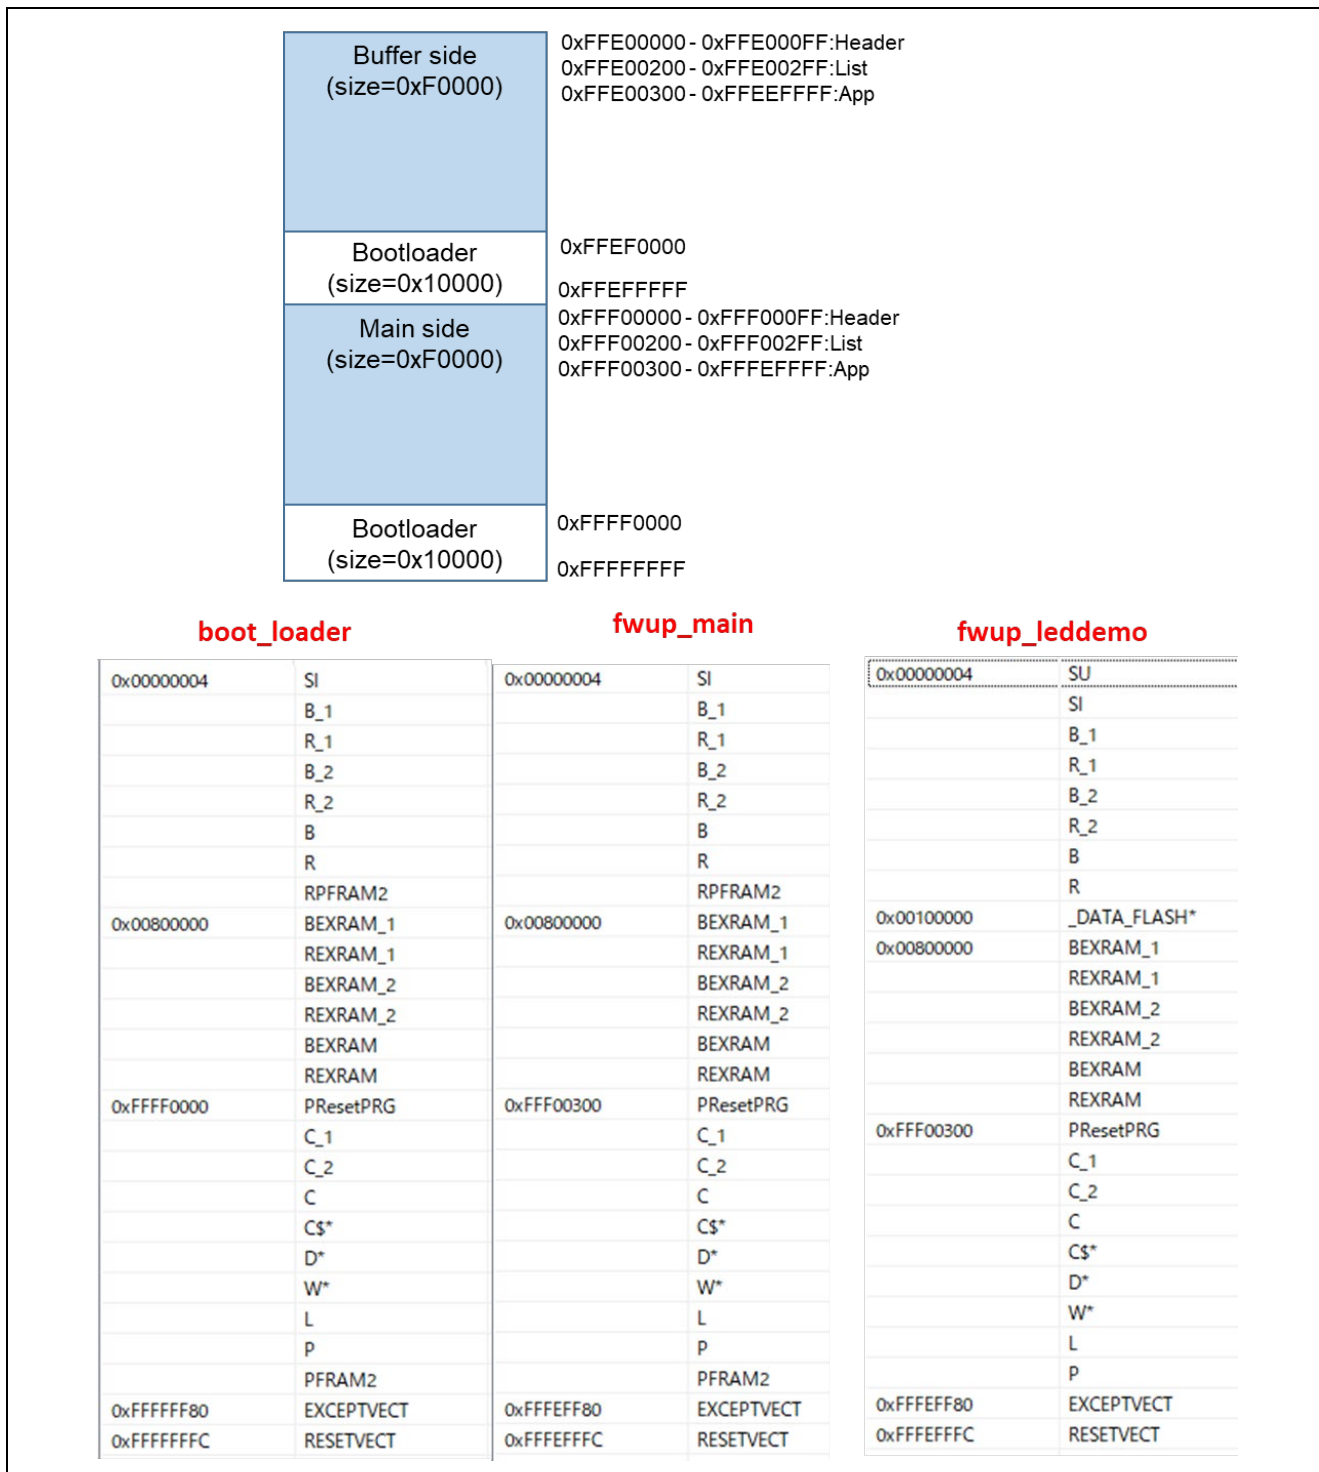 Buffer side
(size=0xF0000)
0xFFE00000 - 0xFFE000FF:Header
0xFFE00200 - 0xFFE002FF:List
0xFFE00300 - 0xFFEEFFFF:App
Bootloader
(size=0x10000)
0xFFEF0000
0xFFEFFFFF
Main side
(size=0xF0000)
0xFFF00000 - 0xFFF000FF:Header
0xFFF00200 - 0xFFF002FF:List
0xFFF00300 - 0xFFFEFFFF:App
Bootloader
(size=0x10000)
0xFFFF0000
0xFFFFFFFF
boot_loader
0x00000004 SI
B_1
R_1
B_2
R_2
B
R
RPFRAM2
0x00800000 BEXRAM_1
REXRAM_1
BEXRAM_2
REXRAM_2
BEXRAM
REXRAM
0xFFFF0000 PResetPRG
C_1
C_2
C
C$*
D*
W*
L
P
PFRAM2
0xFFFFFF80 EXCEPTVECT
0xFFFFFFFC RESETVECT
fwup_main
0x00000004 SI
B_1
R_1
B_2
R_2
B
R
RPFRAM2
0x00800000 BEXRAM_1
REXRAM_1
BEXRAM_2
REXRAM_2
BEXRAM
REXRAM
0xFFF00300 PResetPRG
C_1
C_2
C
C$*
D*
W*
L
P
PFRAM2
0xFFFEFF80 EXCEPTVECT
0xFFFEFFFC RESETVECT
fwup_leddemo
0x00000004 SU
SI
B_1
R_1
B_2
R_2
B
R
0x00100000 _DATA_FLASH*
0x00800000 BEXRAM_1
REXRAM_1
BEXRAM_2
REXRAM_2
BEXRAM
REXRAM
0xFFF00300 PResetPRG
C_1
C_2
C
C$*
D*
W*
L
P
0xFFFEFF80 EXCEPTVECT
0xFFFEFFFC RESETVECT